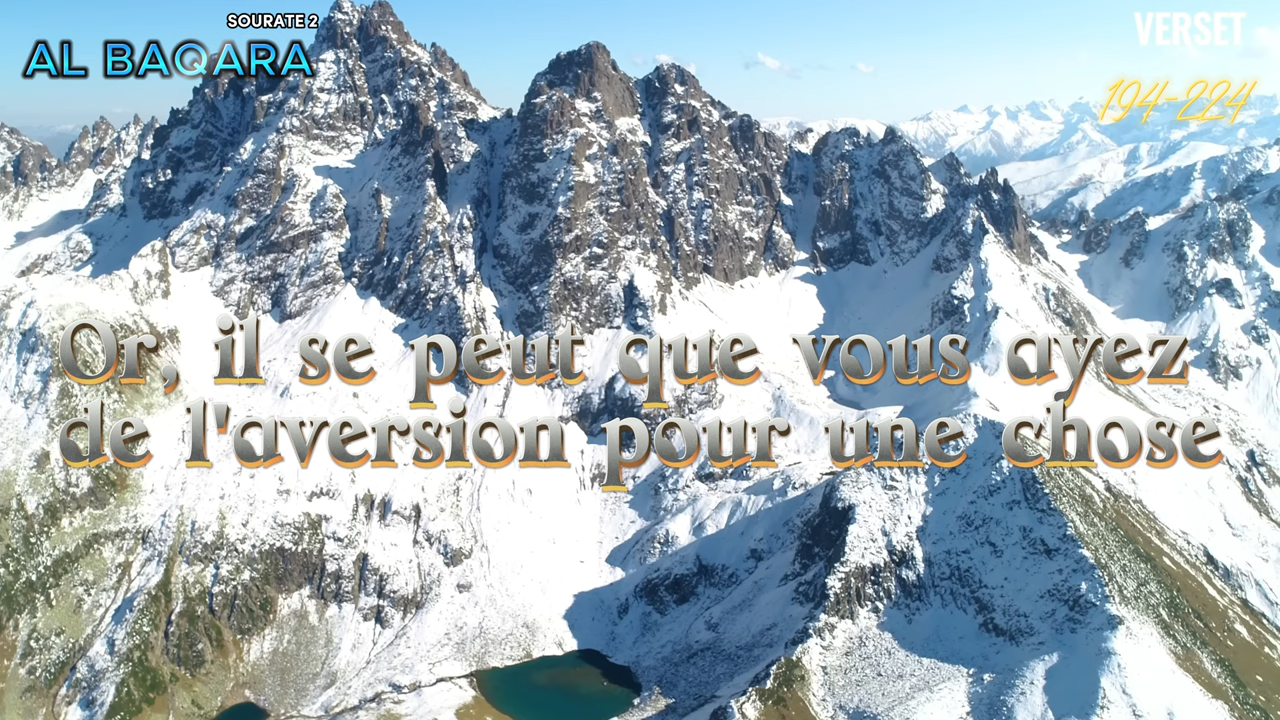 SOURATE 2
AL BAQARA
VERSET
194-224
Or, il se peut que vous ayez
de l'aversion pour une chose